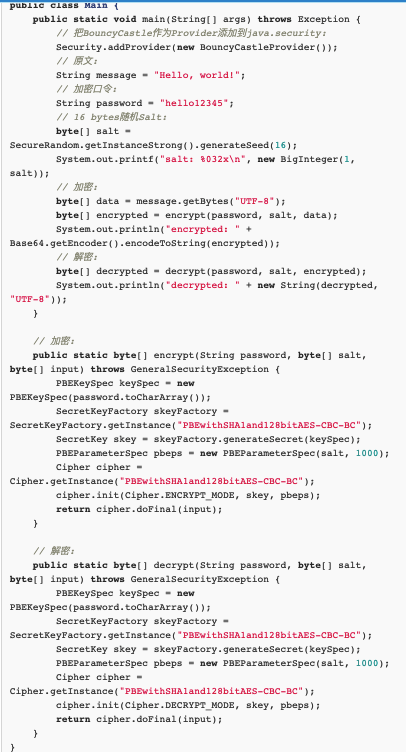 public class Main {
public static void main(String[] args) throws Exception {
// 把BouncyCastle作为Provider添加到java.security:
Security.addProvider(new BouncyCastleProvider());
// 原文:
String message = "Hello, world!";
// 加密口令:
String password = "hello12345";
// 16 bytes随机Salt:
byte[] salt =
SecureRandom.getInstanceStrong().generateSeed(16);
System.out.printf("salt: %032x\n", new BigInteger(1,
salt));
// 加密:
byte[] data = message.getBytes("UTF-8");
byte[] encrypted = encrypt(password, salt, data);
System.out.println("encrypted: " +
Base64.getEncoder().encodeToString(encrypted));
// 解密:
byte[] decrypted = decrypt(password, salt, encrypted);
System.out.println("decrypted: " + new String(decrypted,
"UTF-8"));
}
// 加密:
public static byte[] encrypt(String password, byte[] salt,
byte[] input) throws GeneralSecurityException {
PBEKeySpec keySpec = new
PBEKeySpec(password.toCharArray());
SecretKeyFactory skeyFactory =
SecretKeyFactory.getInstance("PBEwithSHA1and128bitAES-CBC-BC");
SecretKey skey = skeyFactory.generateSecret(keySpec);
PBEParameterSpec pbeps = new PBEParameterSpec(salt, 1000);
Cipher cipher =
Cipher.getInstance("PBEwithSHA1and128bitAES-CBC-BC");
cipher.init(Cipher.ENCRYPT_MODE, skey, pbeps);
return cipher.doFinal(input);
}
// 解密:
public static byte[] decrypt(String password, byte[] salt,
byte[] input) throws GeneralSecurityException {
PBEKeySpec keySpec = new
PBEKeySpec(password.toCharArray());
SecretKeyFactory skeyFactory =
SecretKeyFactory.getInstance("PBEwithSHA1and128bitAES-CBC-BC");
SecretKey skey = skeyFactory.generateSecret(keySpec);
PBEParameterSpec pbeps = new PBEParameterSpec(salt, 1000);
Cipher cipher =
Cipher.getInstance("PBEwithSHA1and128bitAES-CBC-BC");
cipher.init(Cipher.DECRYPT_MODE, skey, pbeps);
return cipher.doFinal(input);
}
}